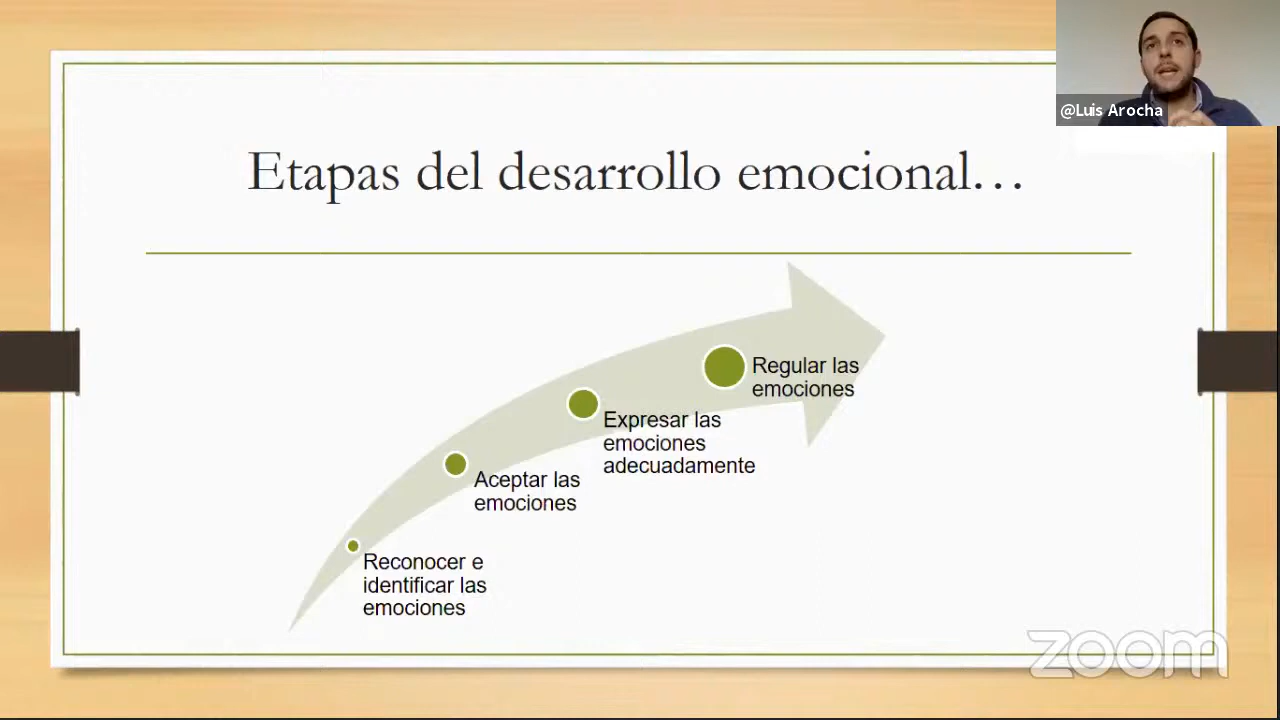 @Luis Arocha
Etapas del desarrollo emocional…
Regular las
emociones
Expresar las
emociones
adecuadamente
Aceptar las
emociones
Reconocer e
identificar las
emociones
zoom